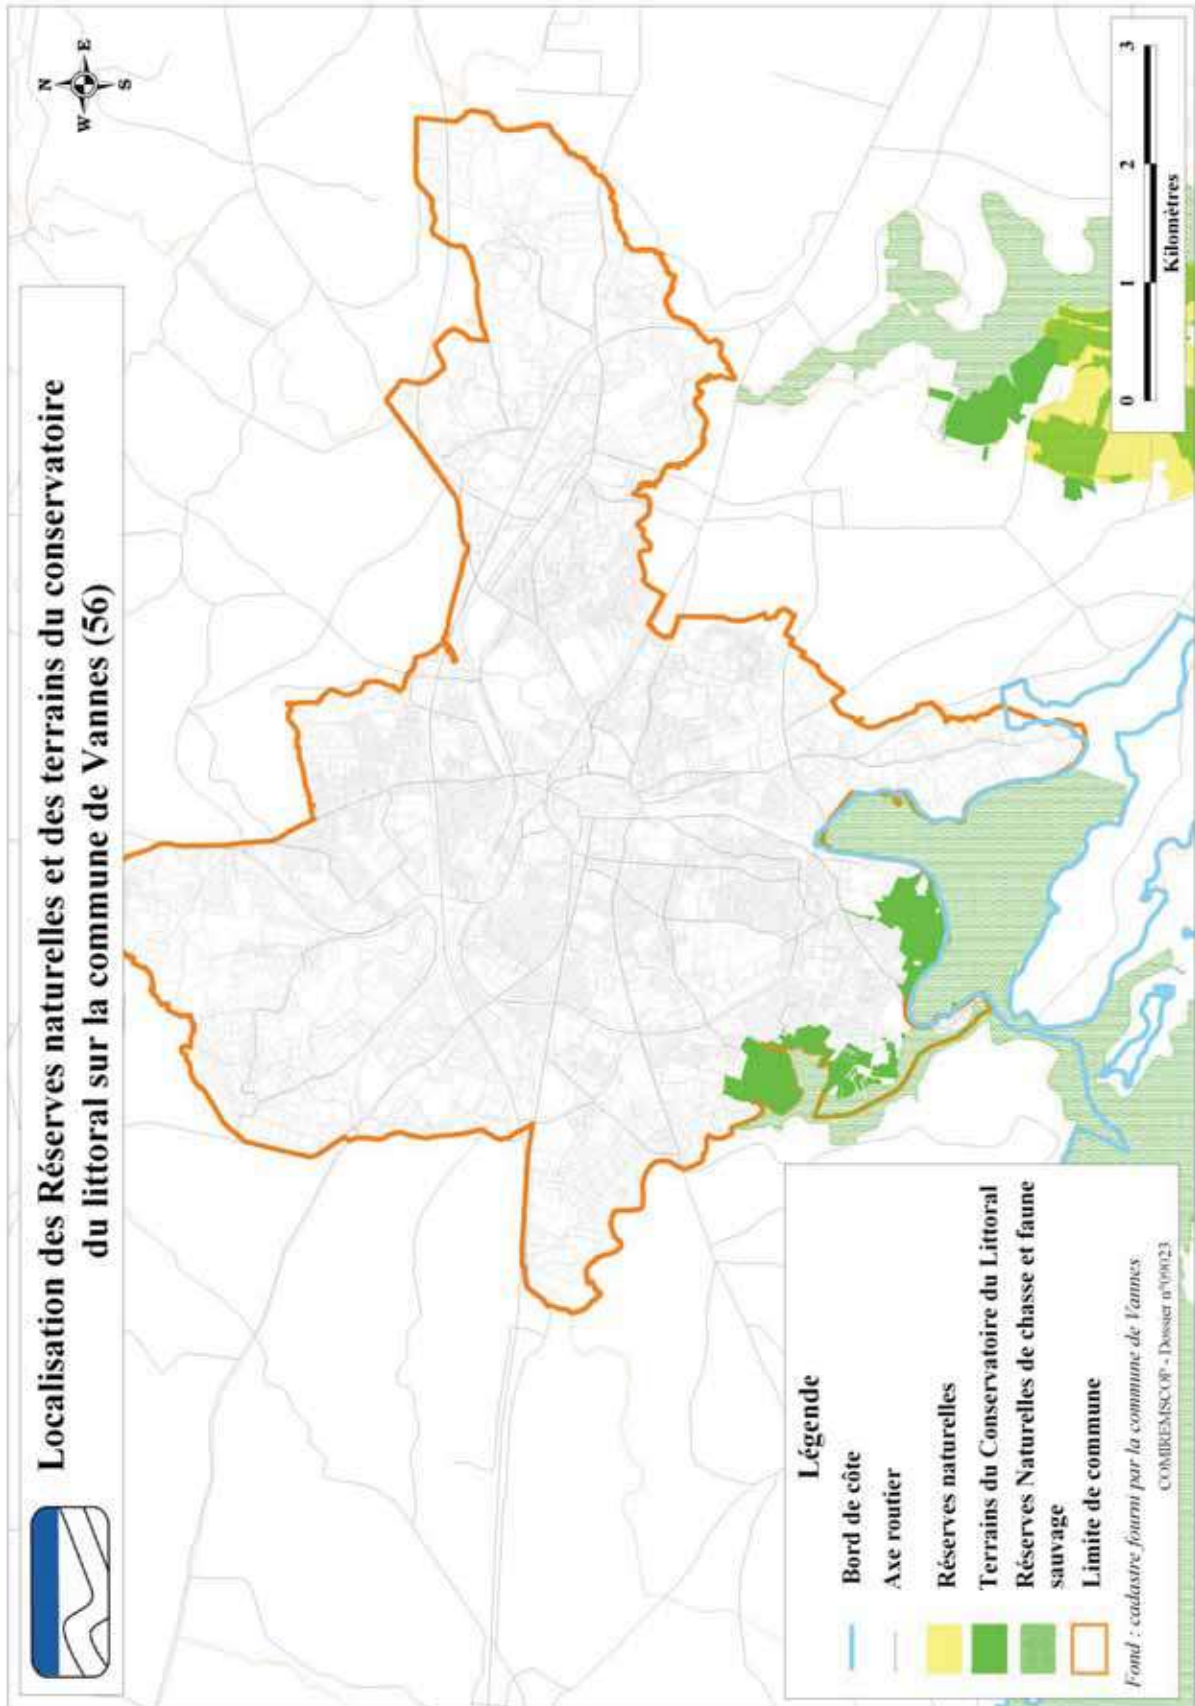 Localisation des Réserves naturelles et des terrains du conservatoire
du littoral sur la commune de Vannes (56)
N
W E
S
Légende
Bord de côte
Axe routier
Réserves naturelles
Terrains du Conservatoire du Littoral
Réserves Naturelles de chasse et faune
sauvage
Limite de commune
Fond : cadastre fourni par la commune de Vannes
COMIREMSCOP - Dossier n°09023
0 1 2 3
Kilomètres